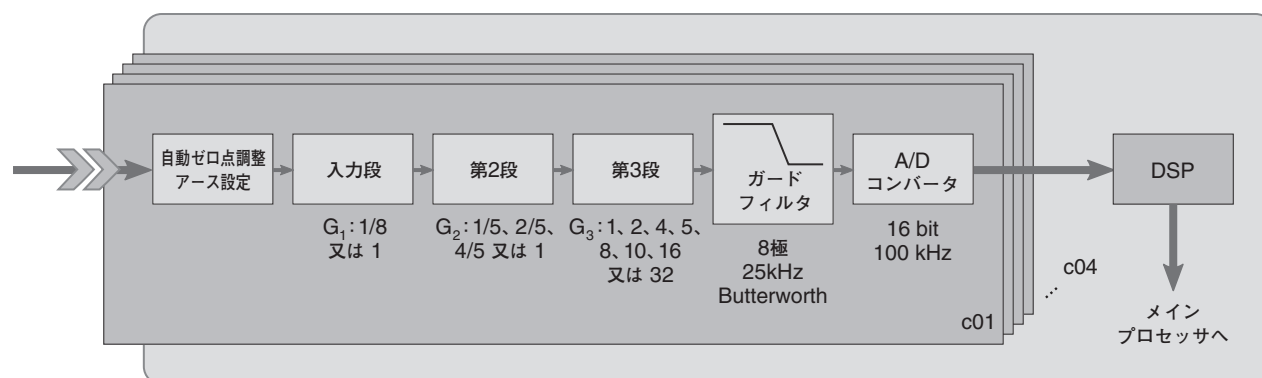 自動ゼロ点調整
アース設定
入力段
G₁：1/8
又は 1
第2段
G₂：1/5、2/5、
4/5 又は 1
第3段
G₃：1、2、4、5、
8、10、16
又は 32
ガード
フィルタ
8極
25kHz
Butterworth
A/D
コンバータ
16 bit
100 kHz
c01
… c04
DSP
メイン
プロセッサへ